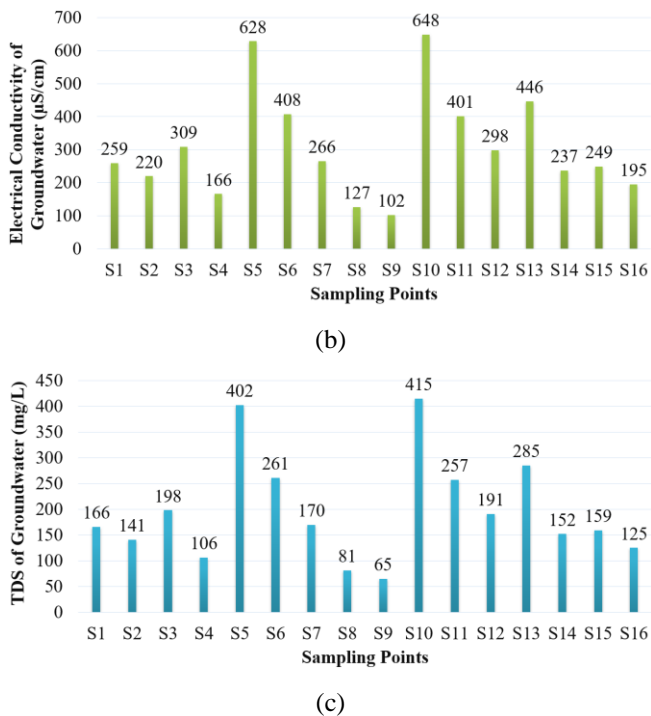 700
600
500
400
300
200
100
0
Electrical Conductivity of
Groundwater (µS/cm)
259 220 309 166 628 408 266 127 102 648 401 298 446 237 249 195
S1 S2 S3 S4 S5 S6 S7 S8 S9 S10 S11 S12 S13 S14 S15 S16
Sampling Points
(b)
450
400
350
300
250
200
150
100
50
0
TDS of Groundwater (mg/L)
166 141 198 106 402 261 170 81 65 415 257 191 285 152 159 125
S1 S2 S3 S4 S5 S6 S7 S8 S9 S10 S11 S12 S13 S14 S15 S16
Sampling Points
(c)